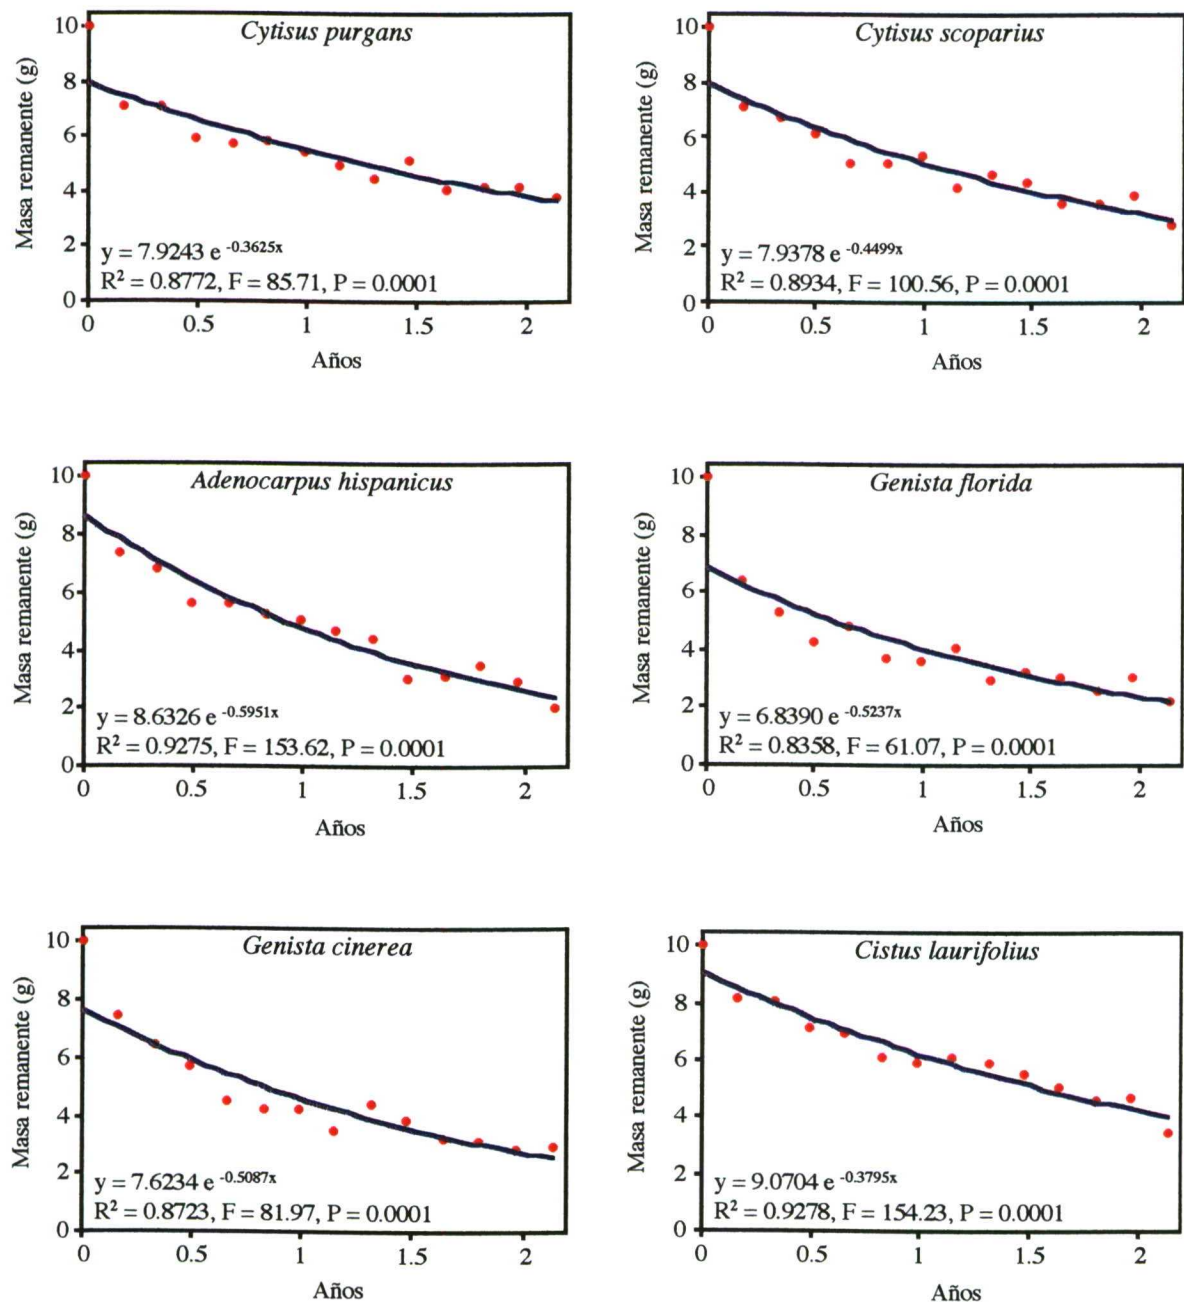 Cytisus purgans
Masa remanente (g)
10
8
6
4
2
0
y = 7.9243 e -0.3625x
R² = 0.8772, F = 85.71, P = 0.0001
0 0.5 1 1.5 2
Años
Cytisus scoparius
Masa remanente (g)
10
8
6
4
2
0
y = 7.9378 e -0.4499x
R² = 0.8934, F = 100.56, P = 0.0001
0 0.5 1 1.5 2
Años
Adenocarpus hispanicus
Masa remanente (g)
10
8
6
4
2
0
y = 8.6326 e -0.5951x
R² = 0.9275, F = 153.62, P = 0.0001
0 0.5 1 1.5 2
Años
Genista florida
Masa remanente (g)
10
8
6
4
2
0
y = 6.8390 e -0.5237x
R² = 0.8358, F = 61.07, P = 0.0001
0 0.5 1 1.5 2
Años
Genista cinerea
Masa remanente (g)
10
8
6
4
2
0
y = 7.6234 e -0.5087x
R² = 0.8723, F = 81.97, P = 0.0001
0 0.5 1 1.5 2
Años
Cistus laurifolius
Masa remanente (g)
10
8
6
4
2
0
y = 9.0704 e -0.3795x
R² = 0.9278, F = 154.23, P = 0.0001
0 0.5 1 1.5 2
Años